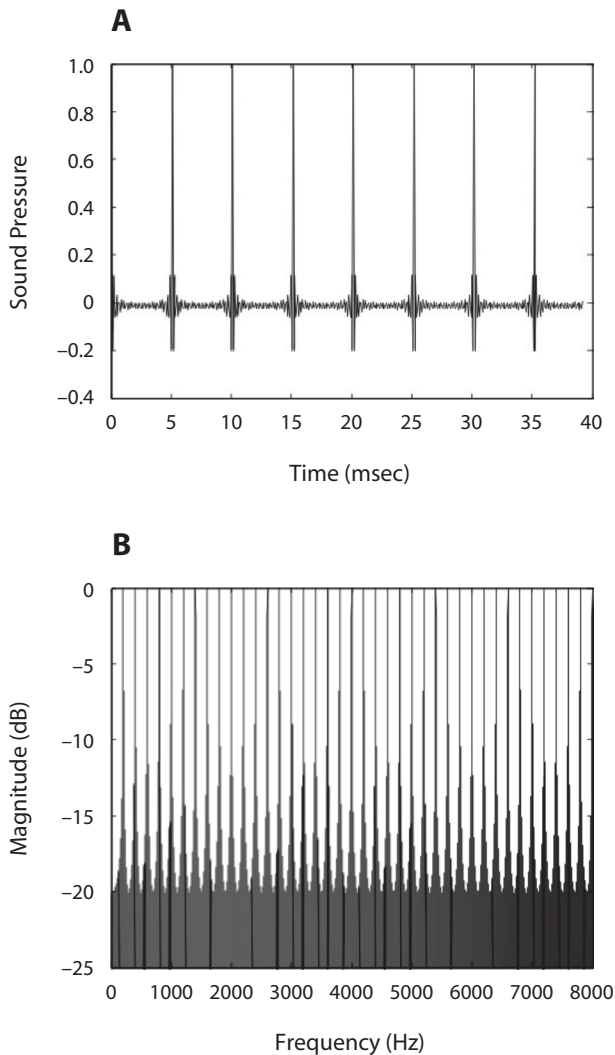 A
1.0
0.8
0.6
0.4
0.2
0
–0.2
–0.4
Sound Pressure
0 5 10 15 20 25 30 35 40
Time (msec)
B
0
–5
–10
–15
–20
–25
Magnitude (dB)
0 1000 2000 3000 4000 5000 6000 7000 8000
Frequency (Hz)